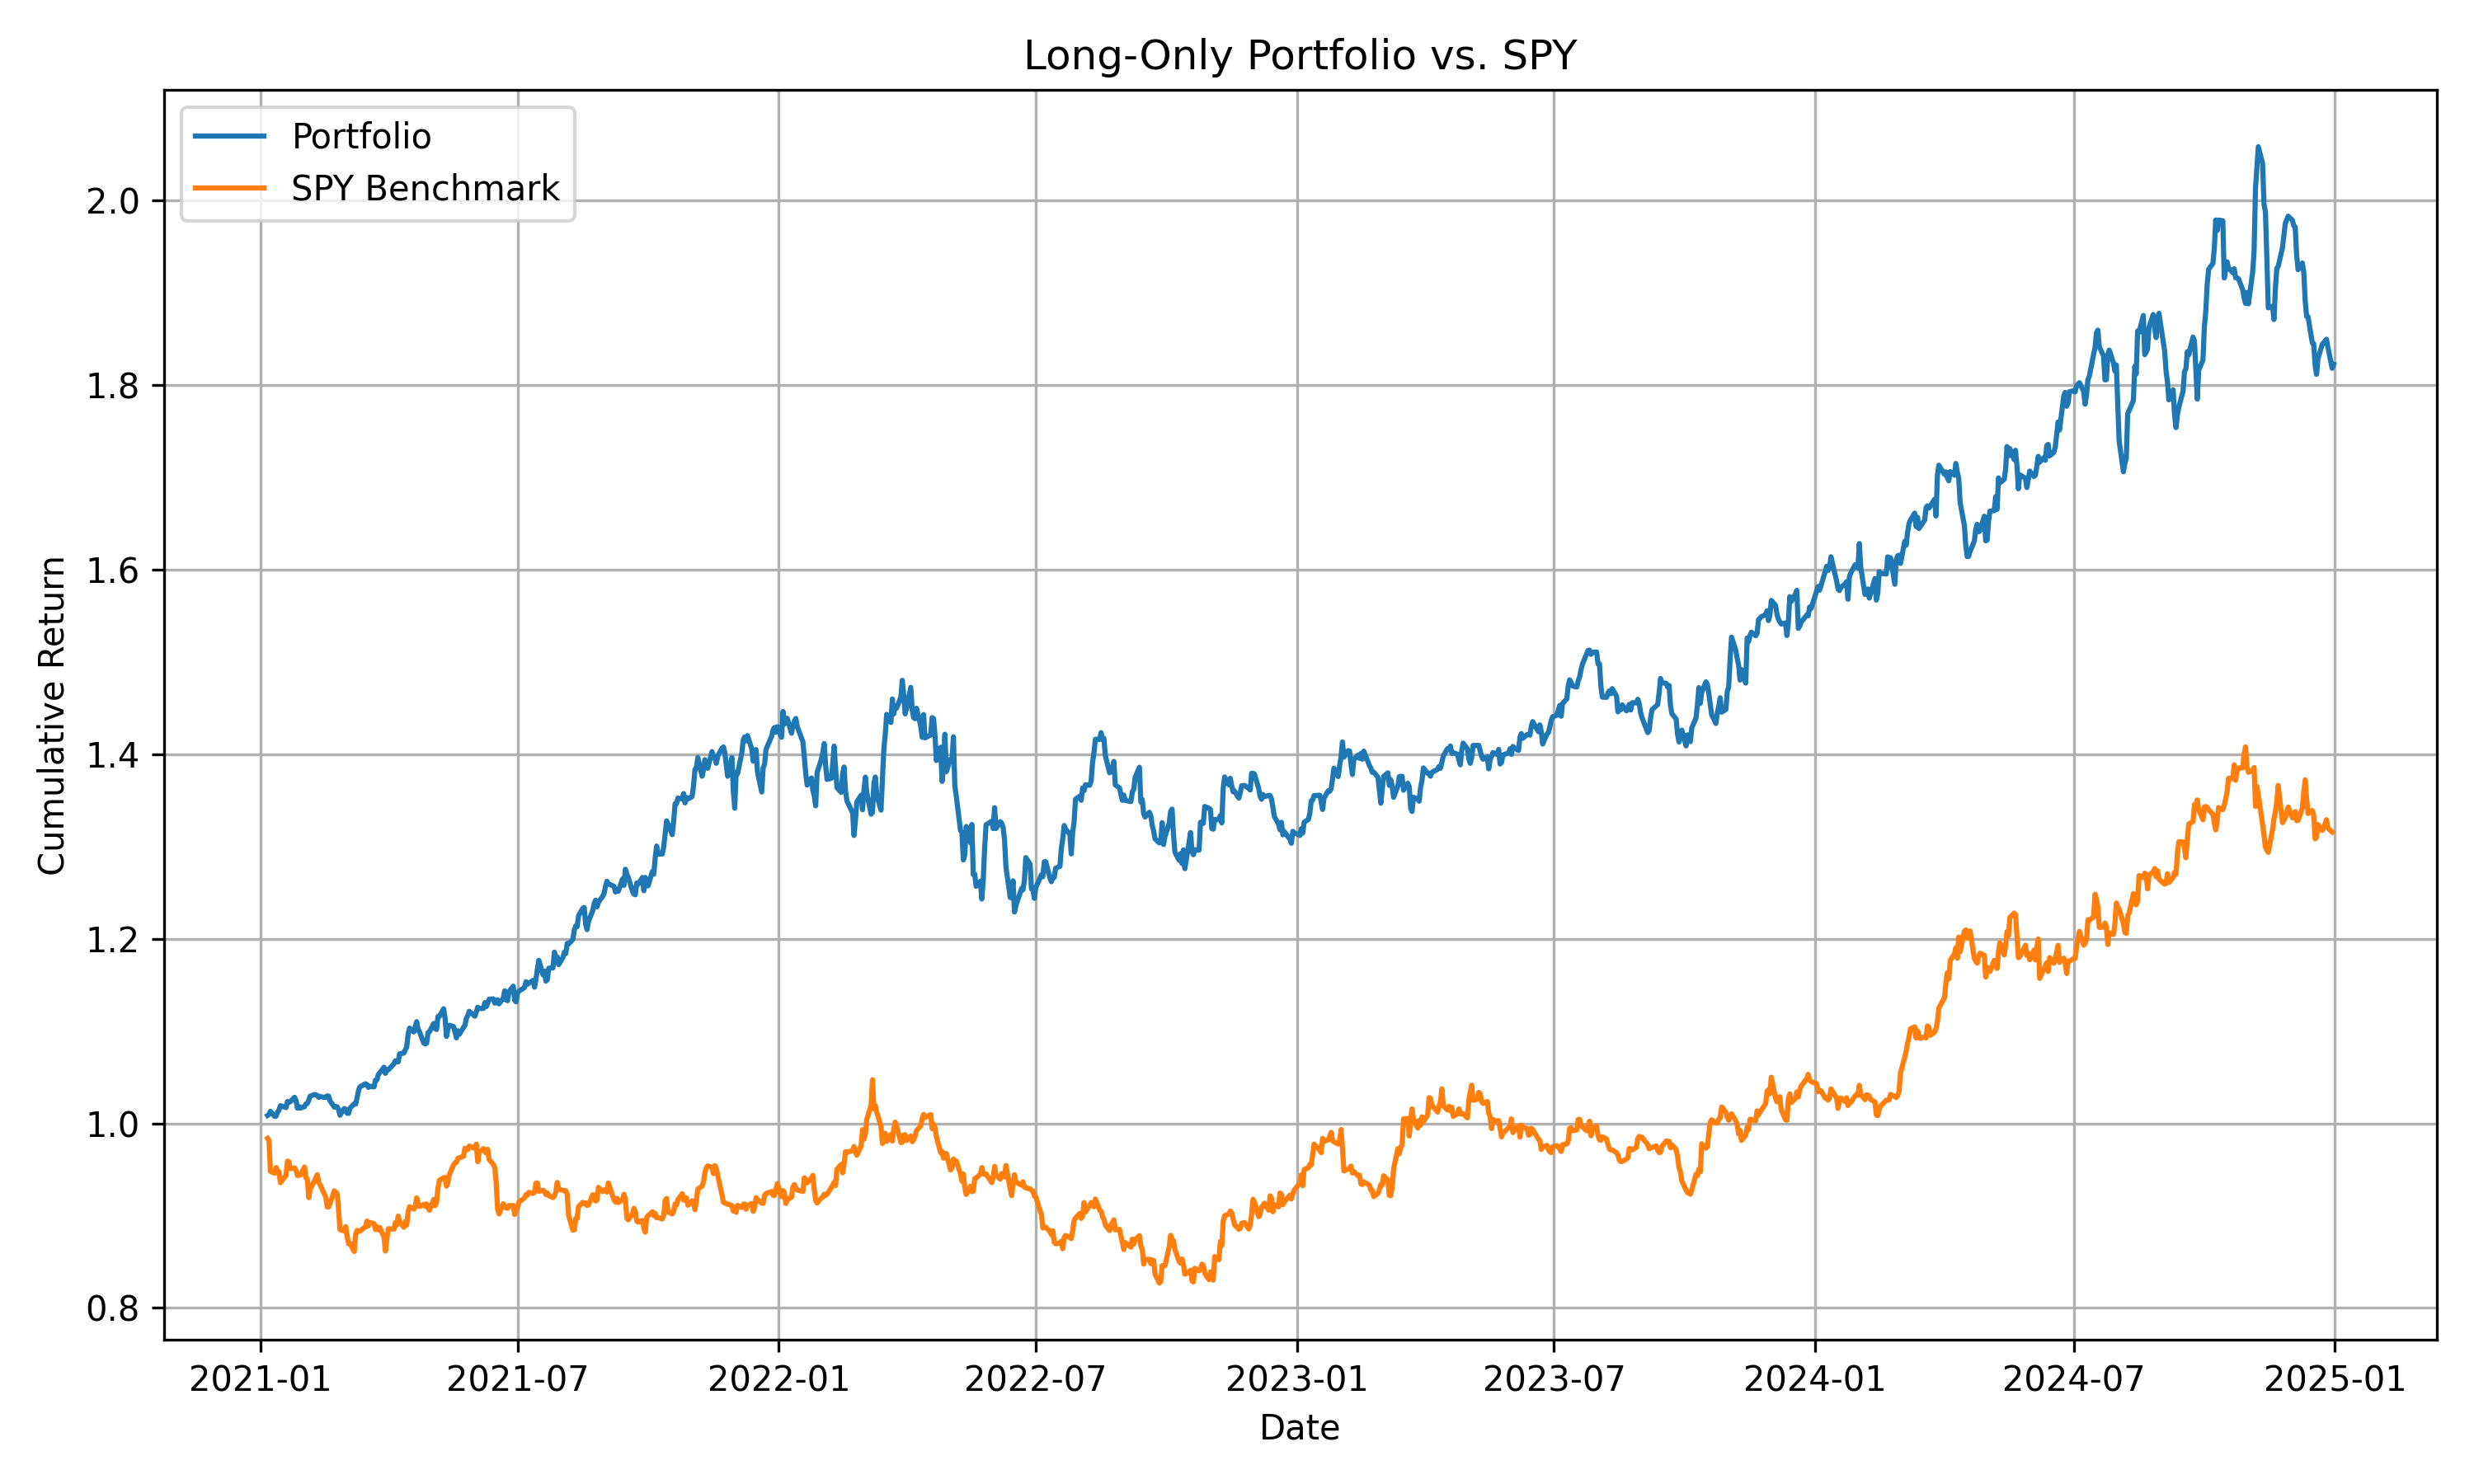 Long-Only Portfolio vs. SPY
Portfolio
SPY Benchmark
2.0
1.8
1.6
1.4
1.2
1.0
0.8
Cumulative Return
2021-01 2021-07 2022-01 2022-07 2023-01 2023-07 2024-01 2024-07 2025-01
Date